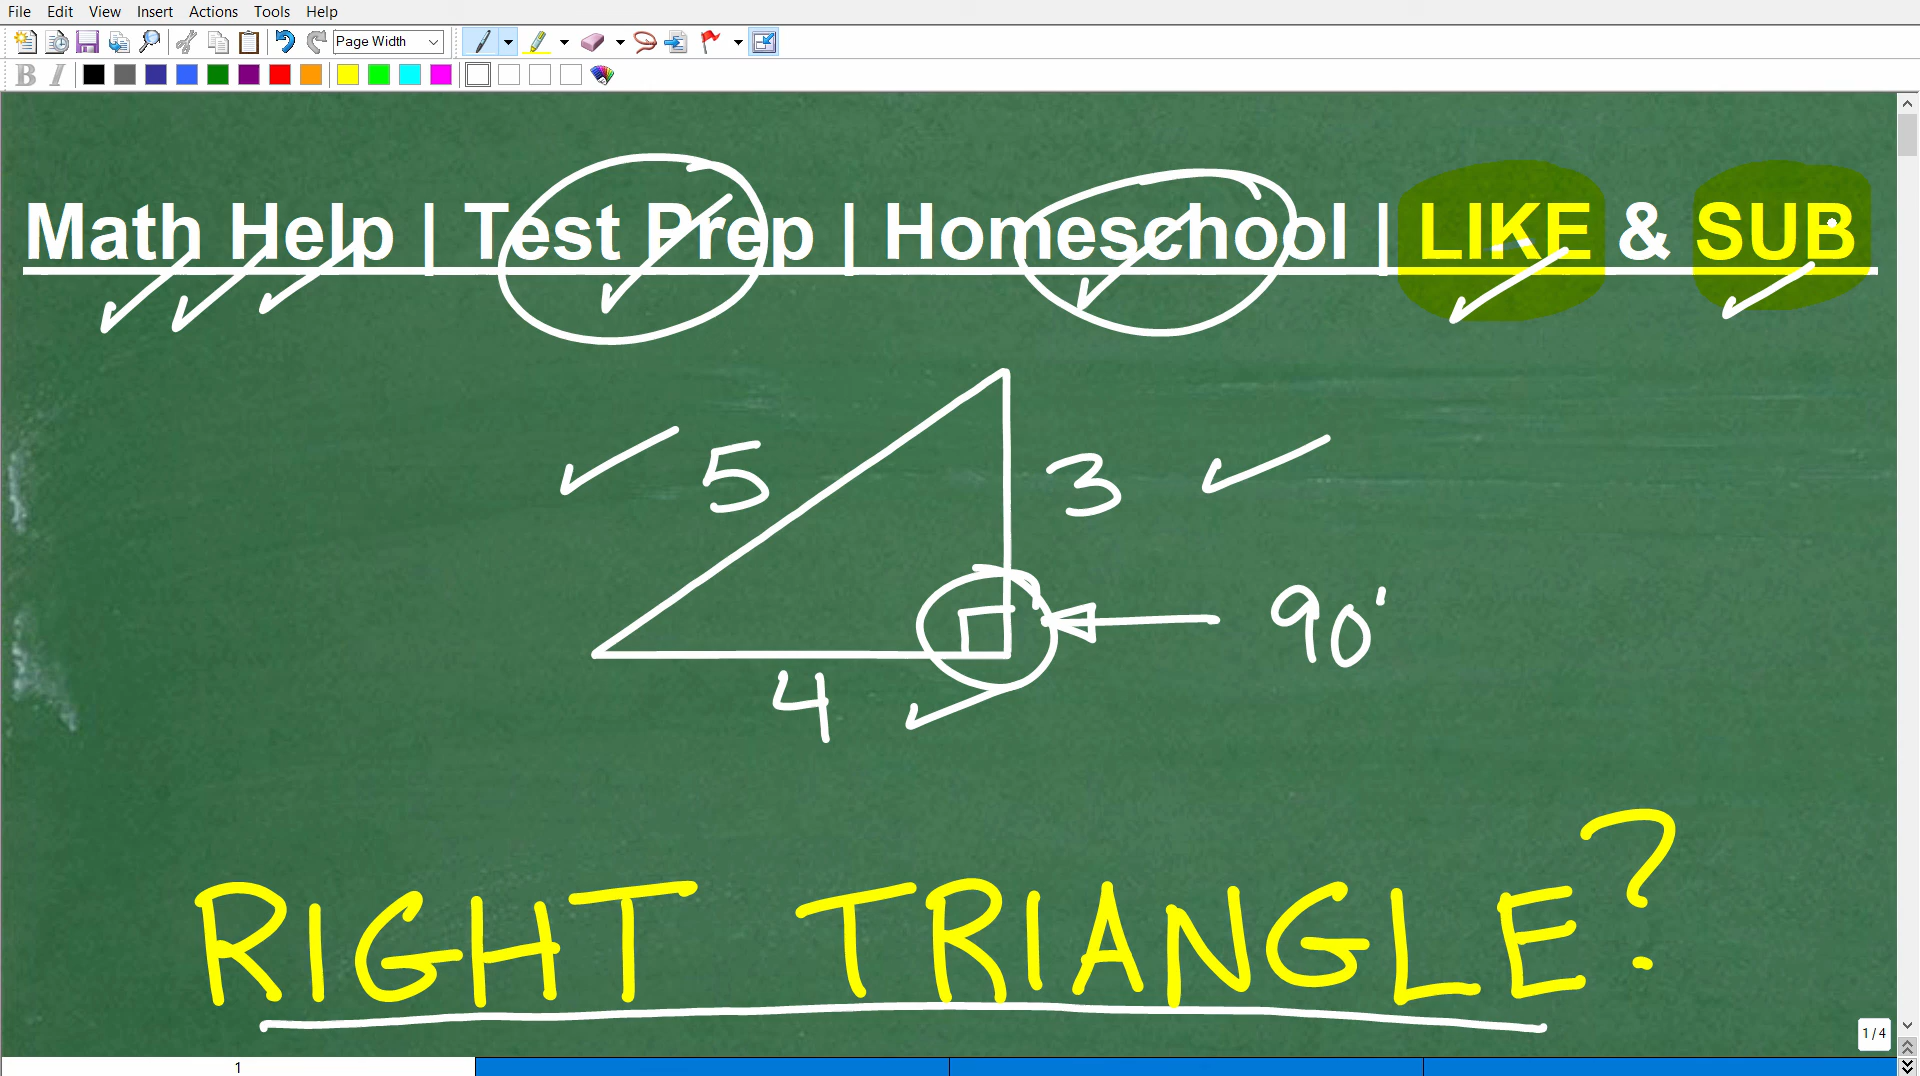 File Edit View Insert Actions Tools Help
Page Width
B I
Math Help | Test Prep | Homeschool | LIKE & SUB
5 3
90°
4
RIGHT TRIANGLE?
1 / 4
1